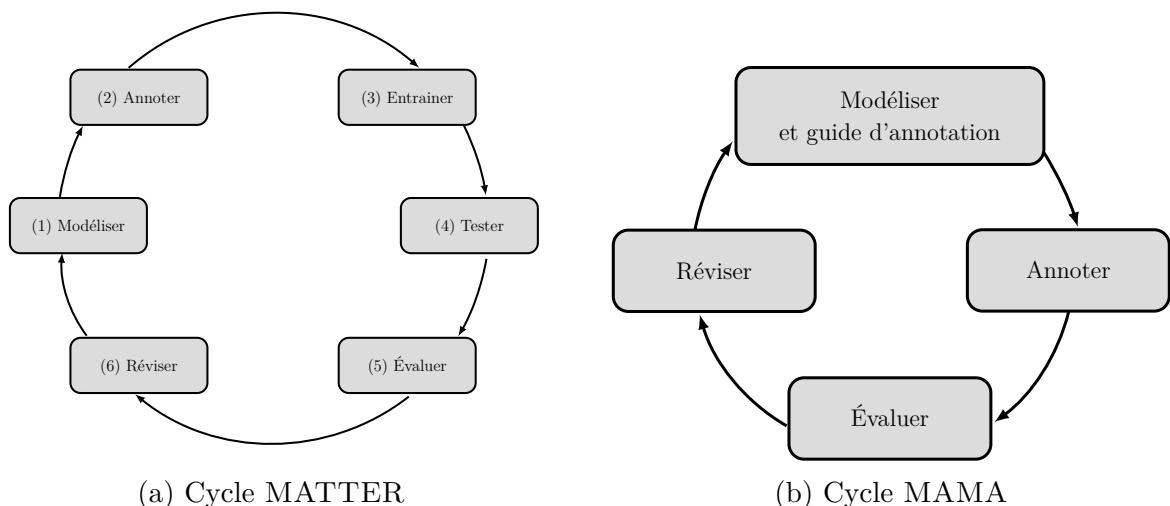 (2) Annoter
(3) Entrainer
(1) Modéliser
(4) Tester
(6) Réviser
(5) Évaluer
(a) Cycle MATTER
Modéliser
et guide d'annotation
Réviser
Annoter
Évaluer
(b) Cycle MAMA